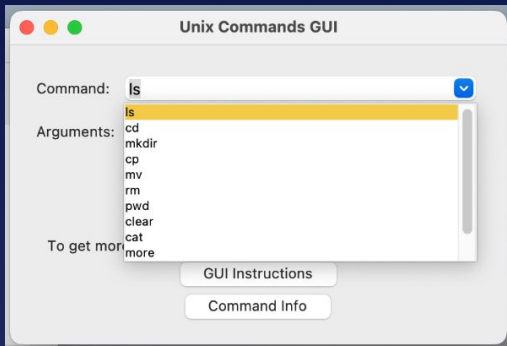 Unix Commands GUI
Command: ls
ls
cd
Arguments:
mkdir
cp
mv
rm
pwd
clear
cat
To get more
more
GUI Instructions
Command Info